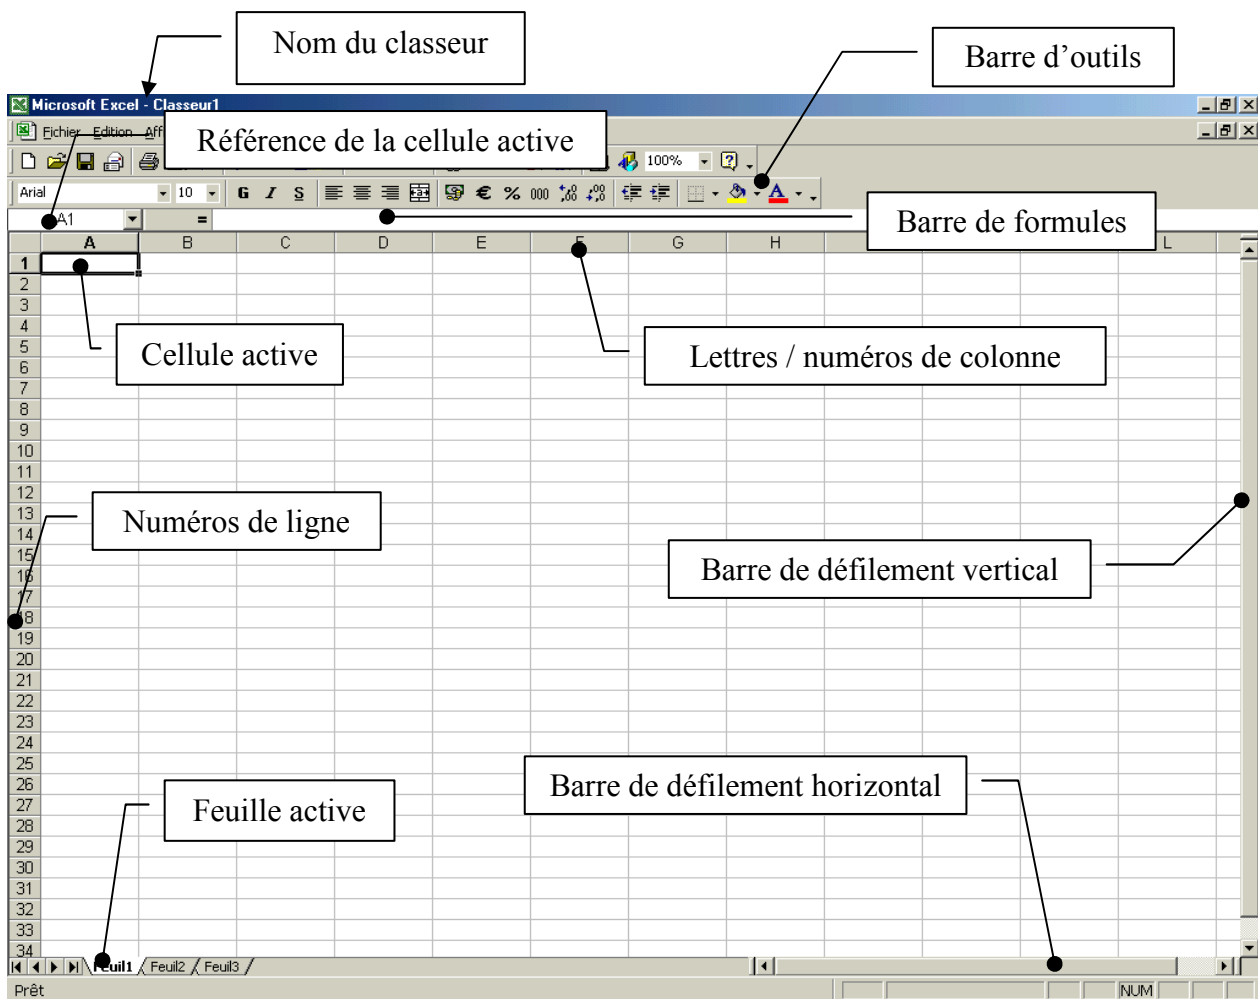 Nom du classeur
Barre d’outils
Microsoft Excel - Classeur1
Fichier Edition Aff
Référence de la cellule active
100%
Arial 10 G I S € % 000
Barre de formules
A1 =
A B C D E F G H L
1
2
3
4
Cellule active
Lettres / numéros de colonne
5
6
7
8
9
10
11
12
13
Numéros de ligne
14
15
Barre de défilement vertical
16
17
18
19
20
21
22
23
24
25
26
Barre de défilement horizontal
27
Feuille active
28
29
30
31
32
33
34
Feuil1 Feuil2 Feuil3
Prêt NUM